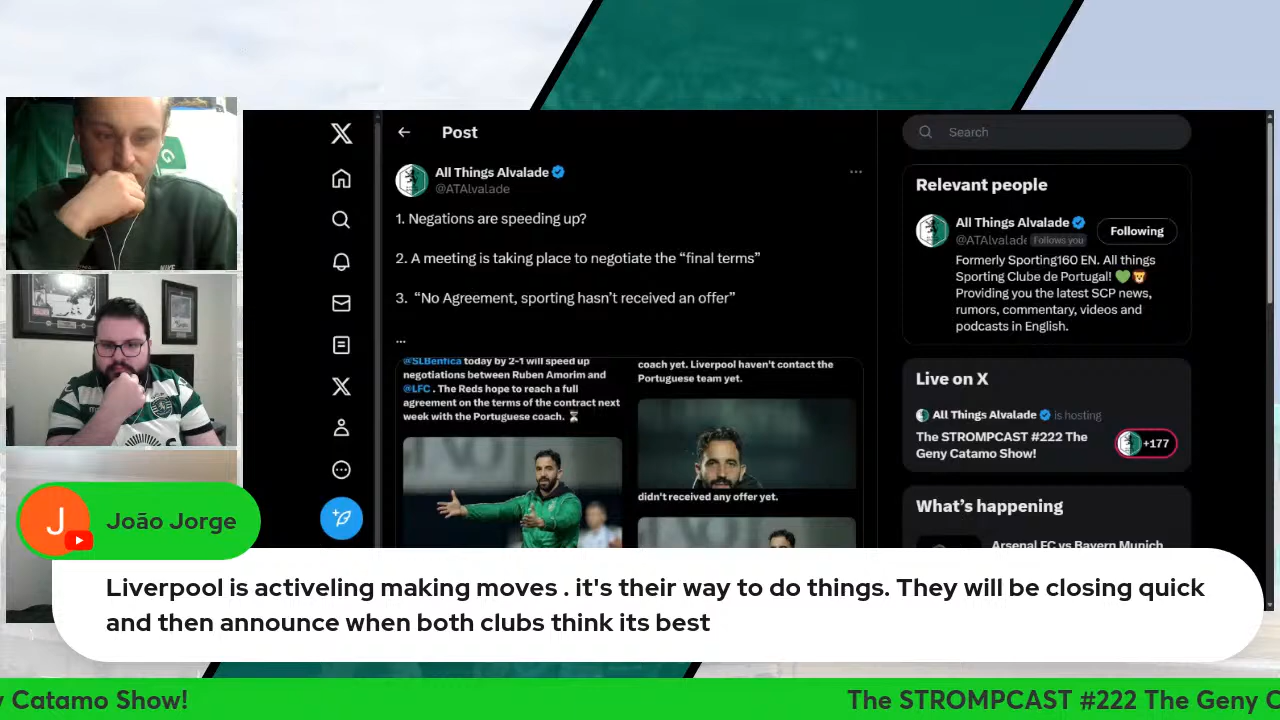 Post
Search
All Things Alvalade
@ATAlvalade
1. Negations are speeding up?
2. A meeting is taking place to negotiate the “final terms”
3. “No Agreement, sporting hasn’t received an offer”
...
@SLBenfica today by 2-1 will speed up
negotiations between Ruben Amorim and
@LFC . The Reds hope to reach a full
agreement on the terms of the contract next
week with the Portuguese coach. ⏳
coach yet. Liverpool haven't contact the
Portuguese team yet.
didn't received any offer yet.
Relevant people
All Things Alvalade
Following
@ATAlvalade Follows you
Formerly Sporting160 EN. All things
Sporting Clube de Portugal! 💚🦁
Providing you the latest SCP news,
rumors, commentary, videos and
podcasts in English.
Live on X
All Things Alvalade is hosting
The STROMPCAST #222 The
Geny Catamo Show!
+177
What’s happening
Arsenal FC vs Bayern Munich
J
João Jorge
Liverpool is activeling making moves . it's their way to do things. They will be closing quick
and then announce when both clubs think its best
y Catamo Show!
The STROMPCAST #222 The Geny C